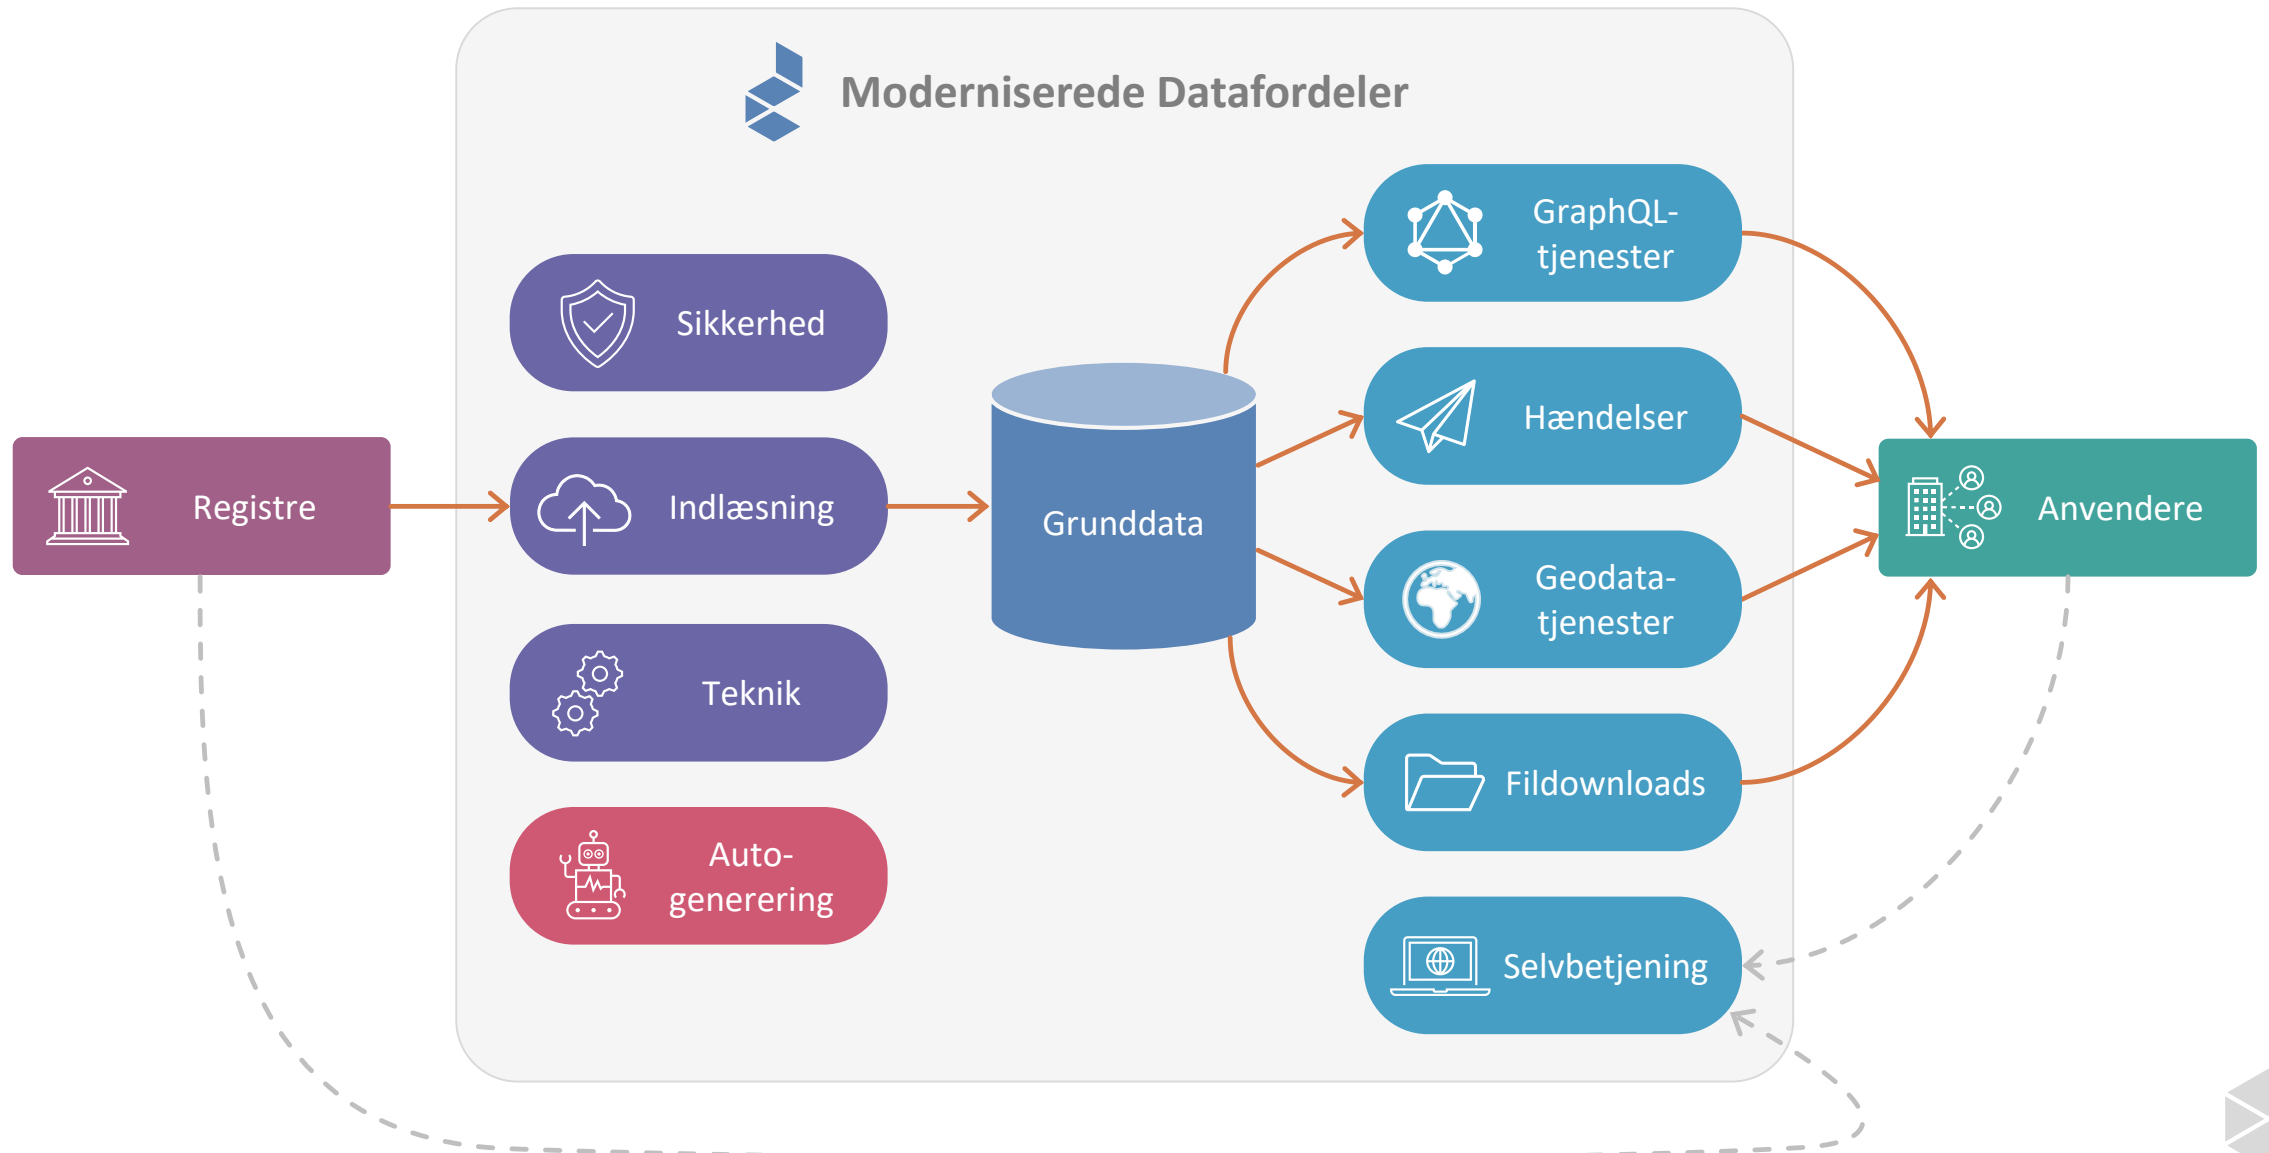 Moderniserede Datafordeler
Registre
Sikkerhed
Indlæsning
Teknik
Auto-
generering
Grunddata
GraphQL-
tjenester
Hændelser
Geodata-
tjenester
Fildownloads
Selvbetjening
Anvendere